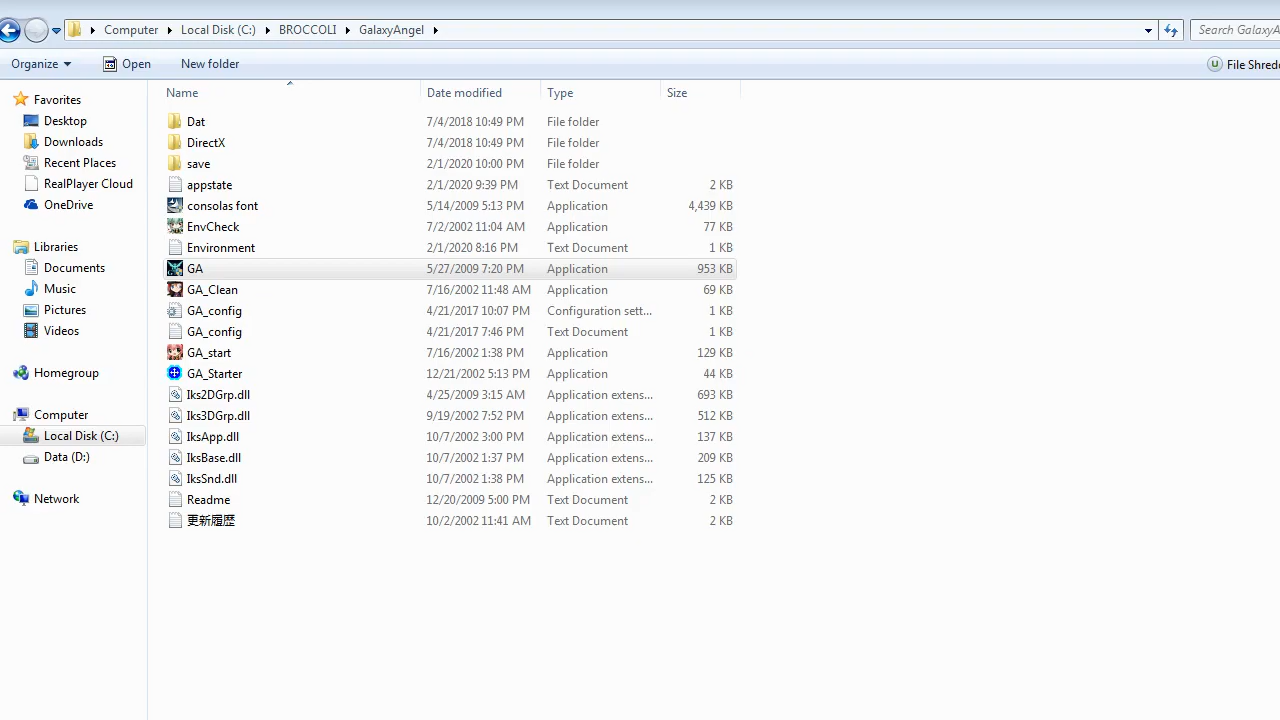 Computer Local Disk (C:) BROCCOLI GalaxyAngel
Search GalaxyA
Organize Open New folder
File Shred
Name Date modified Type Size
Favorites
Desktop
Downloads
Recent Places
RealPlayer Cloud
OneDrive
Libraries
Documents
Music
Pictures
Videos
Homegroup
Computer
Local Disk (C:)
Data (D:)
Network
Dat 7/4/2018 10:49 PM File folder
DirectX 7/4/2018 10:49 PM File folder
save 2/1/2020 10:00 PM File folder
appstate 2/1/2020 9:39 PM Text Document 2 KB
consolas font 5/14/2009 5:13 PM Application 4,439 KB
EnvCheck 7/2/2002 11:04 AM Application 77 KB
Environment 2/1/2020 8:16 PM Text Document 1 KB
GA 5/27/2009 7:20 PM Application 953 KB
GA_Clean 7/16/2002 11:48 AM Application 69 KB
GA_config 4/21/2017 10:07 PM Configuration sett... 1 KB
GA_config 4/21/2017 7:46 PM Text Document 1 KB
GA_start 7/16/2002 1:38 PM Application 129 KB
GA_Starter 12/21/2002 5:13 PM Application 44 KB
Iks2DGrp.dll 4/25/2009 3:15 AM Application extens... 693 KB
Iks3DGrp.dll 9/19/2002 7:52 PM Application extens... 512 KB
IksApp.dll 10/7/2002 3:00 PM Application extens... 137 KB
IksBase.dll 10/7/2002 1:37 PM Application extens... 209 KB
IksSnd.dll 10/7/2002 1:38 PM Application extens... 125 KB
Readme 12/20/2009 5:00 PM Text Document 2 KB
更新履歴 10/2/2002 11:41 AM Text Document 2 KB